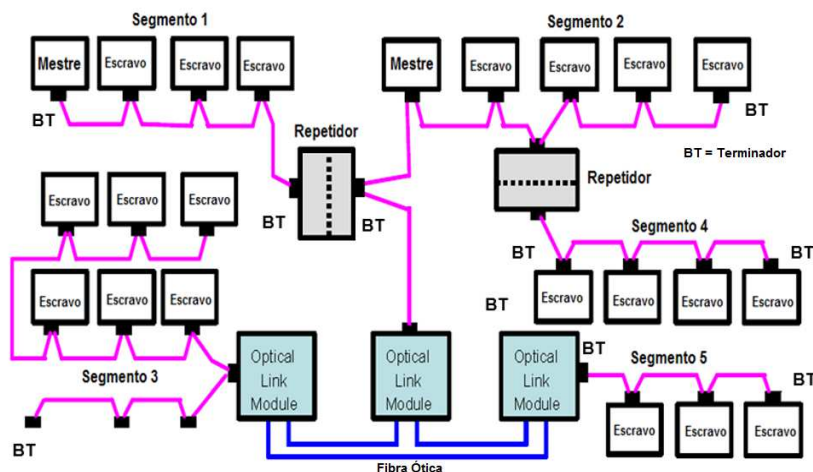 Segmento 1
Mestre
Escravo
Escravo
Escravo
BT
Segmento 2
Mestre
Escravo
Escravo
Escravo
Escravo
BT
BT = Terminador
Repetidor
BT
BT
Repetidor
Escravo
Escravo
Escravo
Escravo
Escravo
Escravo
Segmento 3
BT
Segmento 4
BT
BT
BT
Escravo
Escravo
Escravo
Escravo
Optical
Link
Module
Optical
Link
Module
Optical
Link
Module
BT
Segmento 5
BT
Escravo
Escravo
Escravo
Fibra Ótica